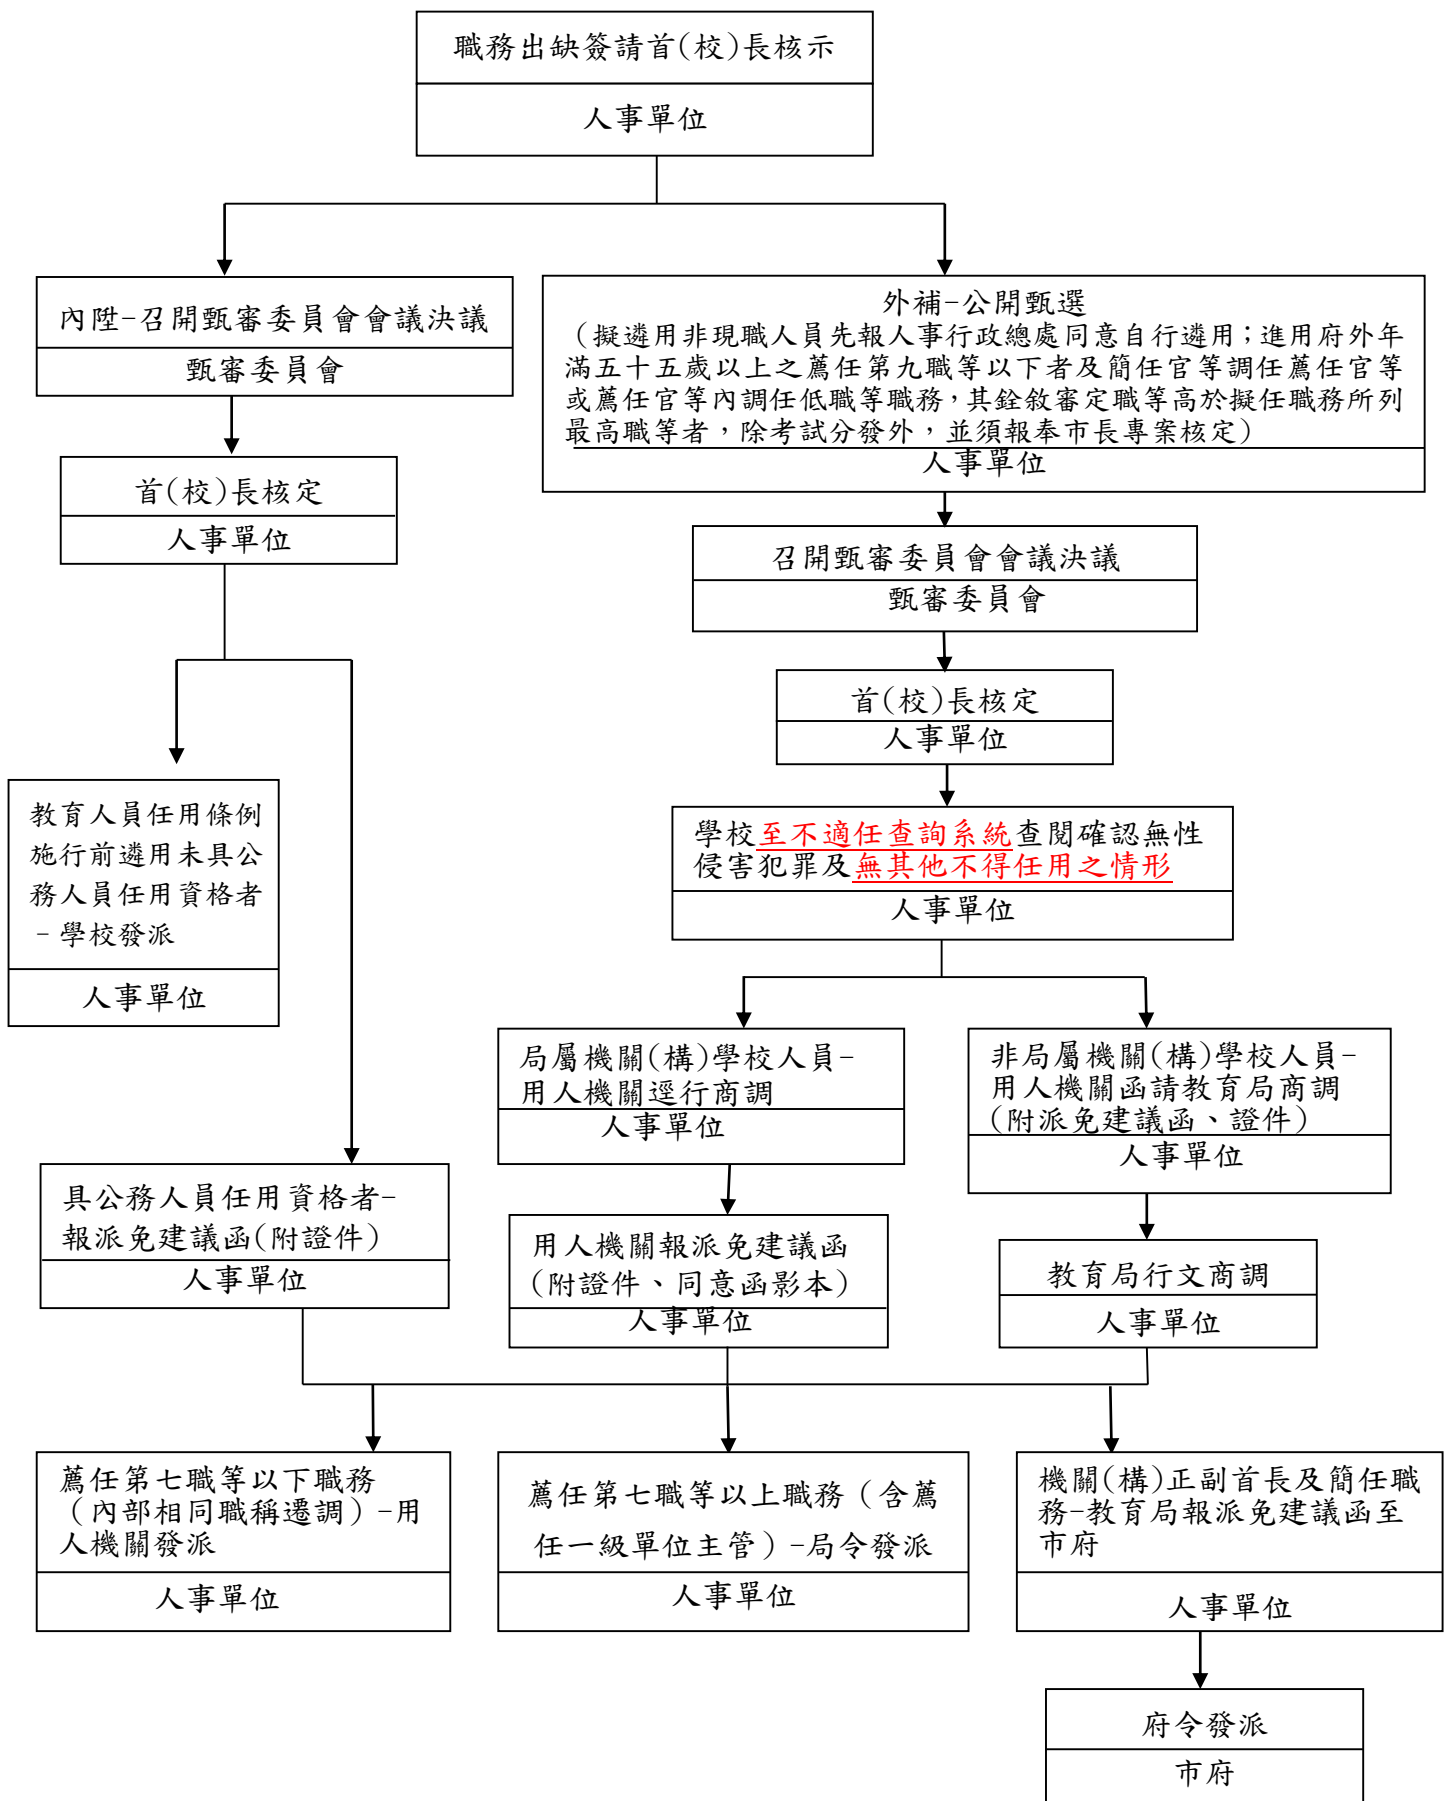 職務出缺簽請首(校)長核示
人事單位
內陞-召開甄審委員會會議決議
甄審委員會
首(校)長核定
人事單位
外補-公開甄選
（擬遴用非現職人員先報人事行政總處同意自行遴用；進用府外年
滿五十五歲以上之薦任第九職等以下者及簡任官等調任薦任官等
或薦任官等內調任低職等職務，其銓敘審定職等高於擬任職務所列
最高職等者，除考試分發外，並須報奉市長專案核定）
人事單位
召開甄審委員會會議決議
甄審委員會
首(校)長核定
人事單位
學校至不適任查詢系統查閱確認無性
侵害犯罪及無其他不得任用之情形
人事單位
教育人員任用條例
施行前遴用未具公
務人員任用資格者
-學校發派
人事單位
局屬機關(構)學校人員-
用人機關逕行商調
人事單位
非局屬機關(構)學校人員-
用人機關函請教育局商調
(附派免建議函、證件)
人事單位
具公務人員任用資格者-
報派免建議函(附證件)
人事單位
用人機關報派免建議函
(附證件、同意函影本)
人事單位
教育局行文商調
人事單位
薦任第七職等以下職務
（內部相同職稱遷調）-用
人機關發派
人事單位
薦任第七職等以上職務（含薦
任一級單位主管）-局令發派
人事單位
機關(構)正副首長及簡任職
務-教育局報派免建議函至
市府
人事單位
府令發派
市府